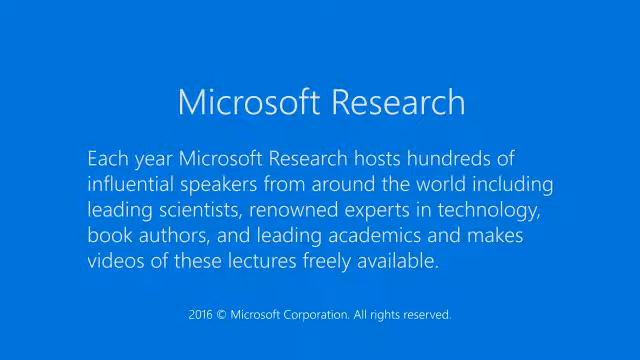 Microsoft Research
Each year Microsoft Research hosts hundreds of
influential speakers from around the world including
leading scientists, renowned experts in technology,
book authors, and leading academics and makes
videos of these lectures freely available.
2016 © Microsoft Corporation. All rights reserved.